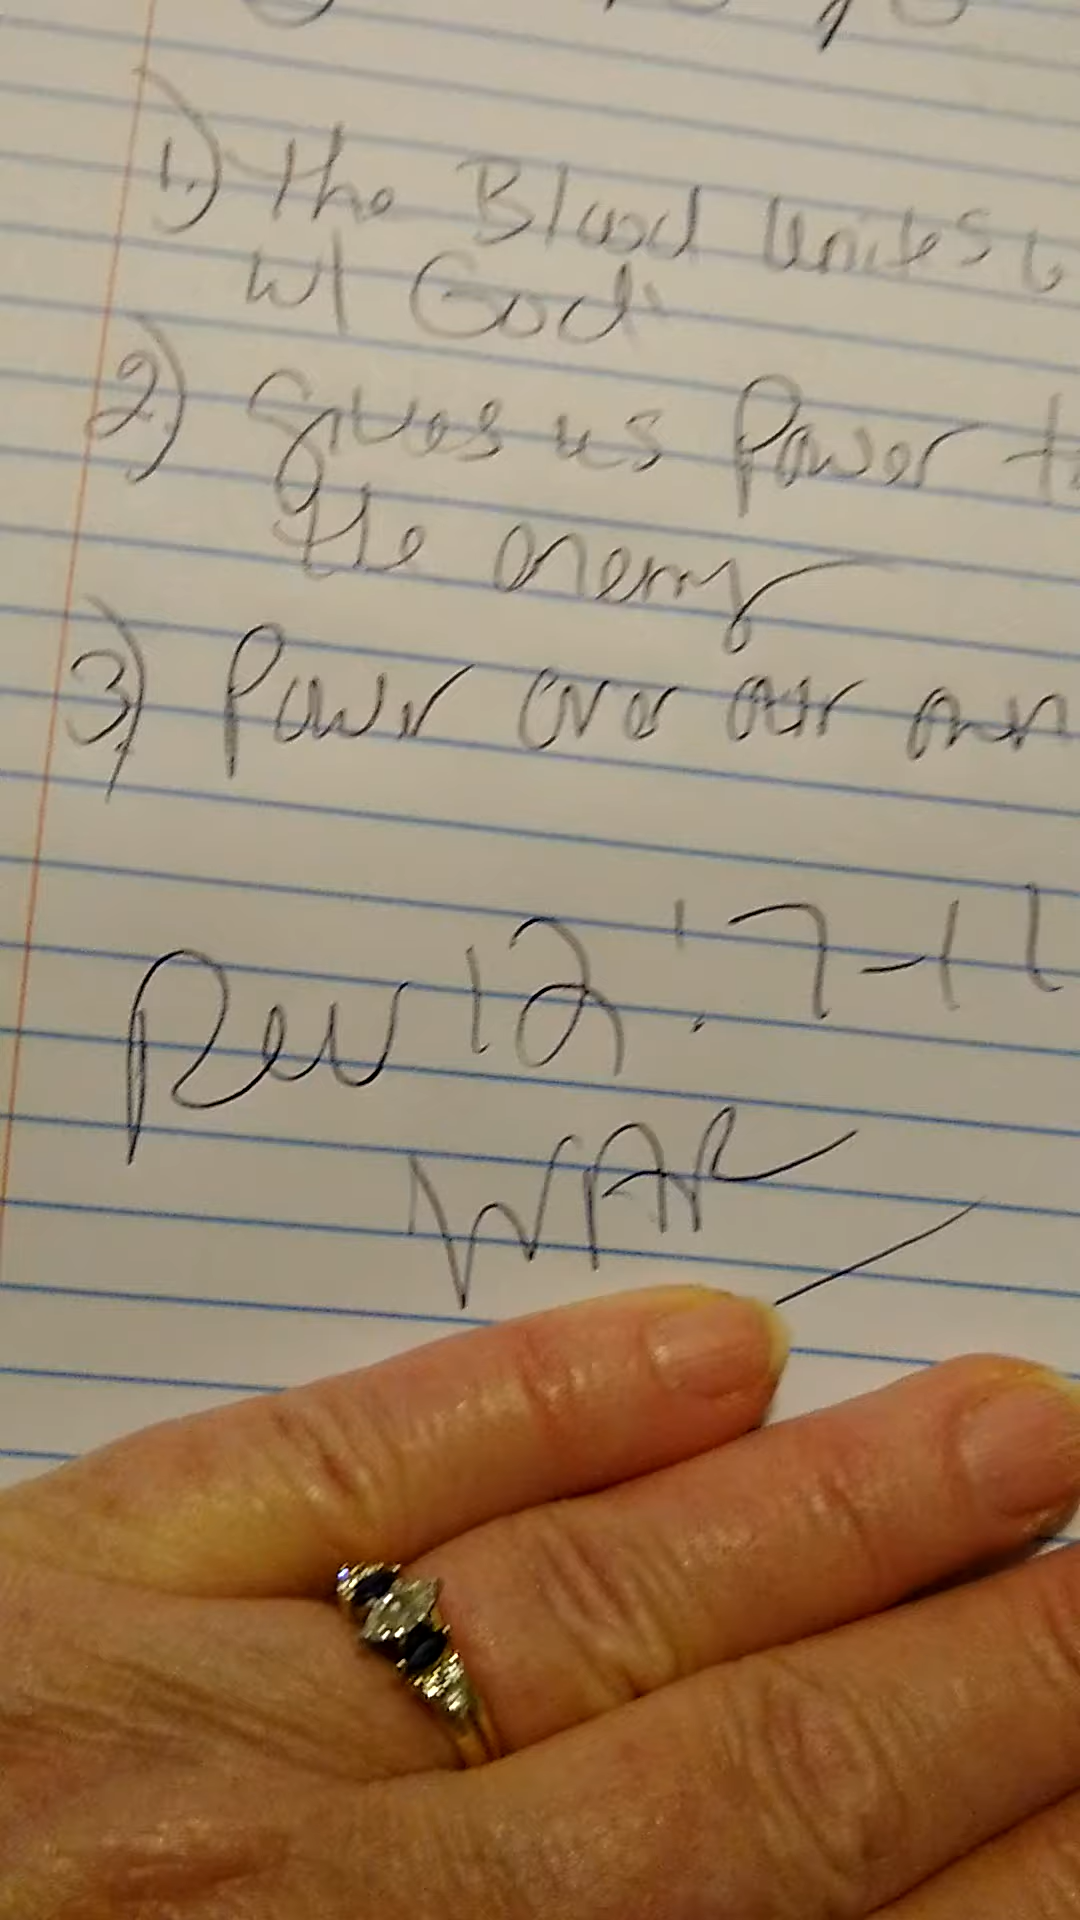 1.) the Blood Unites
w/ God.
2.) Gives us Power
the enemy
3.) Power over our own
Rev 12:7-11
WAR